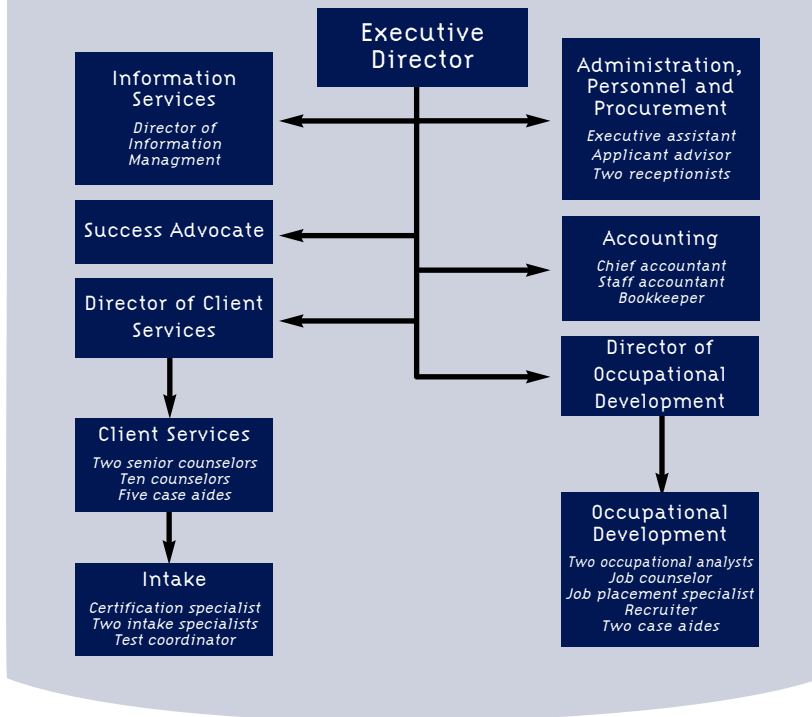 Executive
Director
Information
Services
Director of
Information
Managment
Success Advocate
Director of Client
Services
Client Services
Two senior counselors
Ten counselors
Five case aides
Intake
Certification specialist
Two intake specialists
Test coordinator
Administration,
Personnel and
Procurement
Executive assistant
Applicant advisor
Two receptionists
Accounting
Chief accountant
Staff accountant
Bookkeeper
Director of
Occupational
Development
Occupational
Development
Two occupational analysts
Job counselor
Job placement specialist
Recruiter
Two case aides